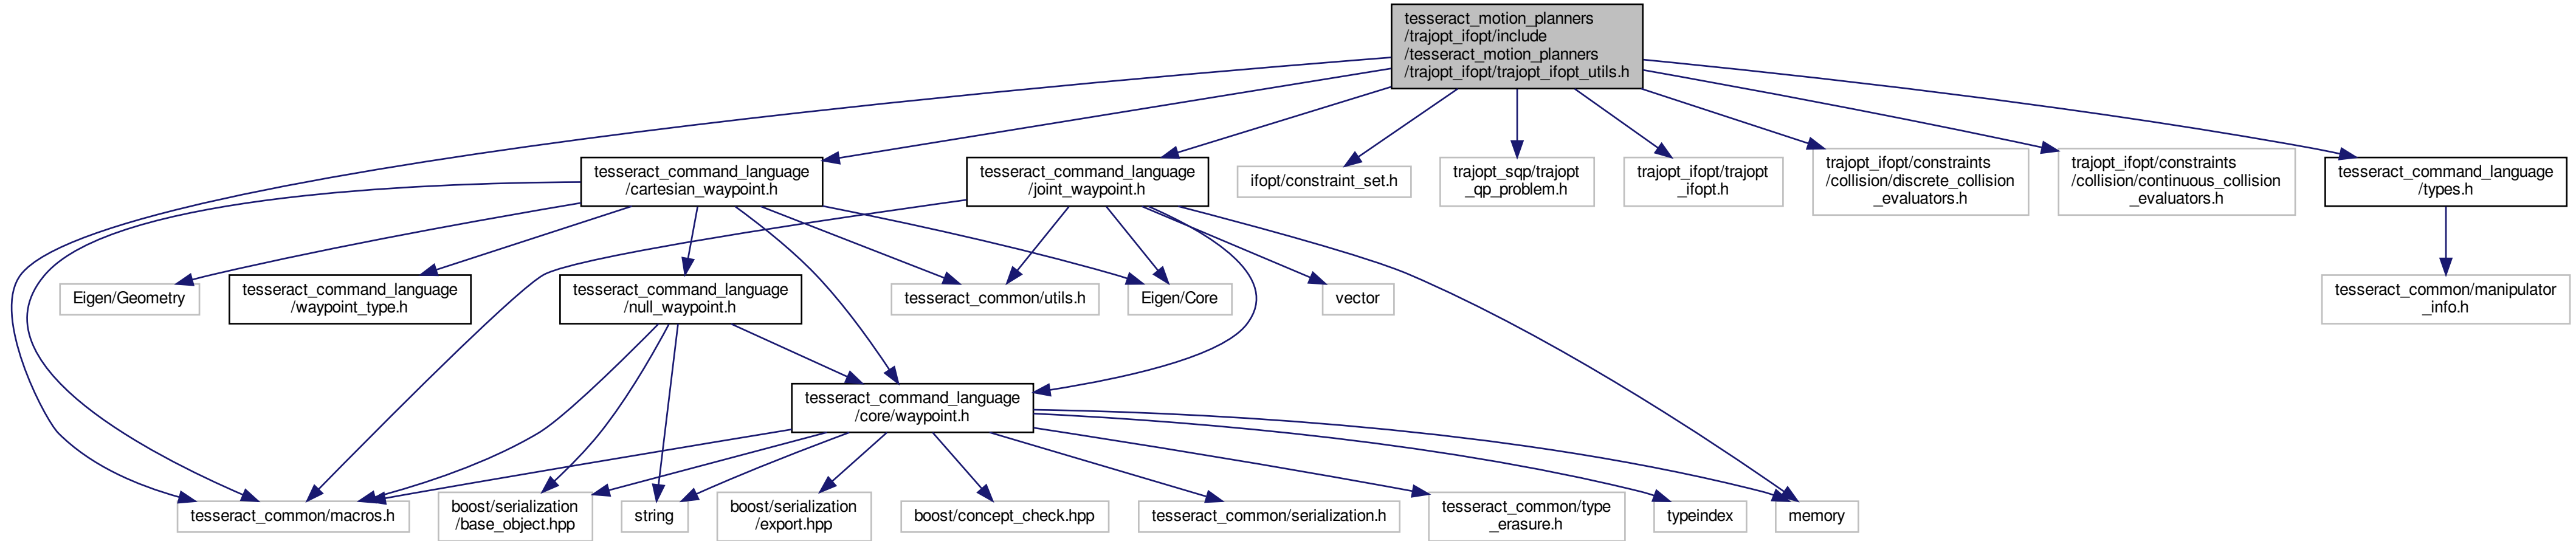 tesseract_motion_planners
/trajopt_ifopt/include
/tesseract_motion_planners
/trajopt_ifopt/trajopt_ifopt_utils.h
tesseract_command_language
/cartesian_waypoint.h
tesseract_command_language
/joint_waypoint.h
ifopt/constraint_set.h
trajopt_sqp/trajopt
_qp_problem.h
trajopt_ifopt/trajopt
_ifopt.h
trajopt_ifopt/constraints
/collision/discrete_collision
_evaluators.h
trajopt_ifopt/constraints
/collision/continuous_collision
_evaluators.h
tesseract_command_language
/types.h
Eigen/Geometry
tesseract_command_language
/waypoint_type.h
tesseract_command_language
/null_waypoint.h
tesseract_common/utils.h
Eigen/Core
vector
tesseract_common/manipulator
_info.h
tesseract_command_language
/core/waypoint.h
tesseract_common/macros.h
boost/serialization
/base_object.hpp
string
boost/serialization
/export.hpp
boost/concept_check.hpp
tesseract_common/serialization.h
tesseract_common/type
_erasure.h
typeindex
memory